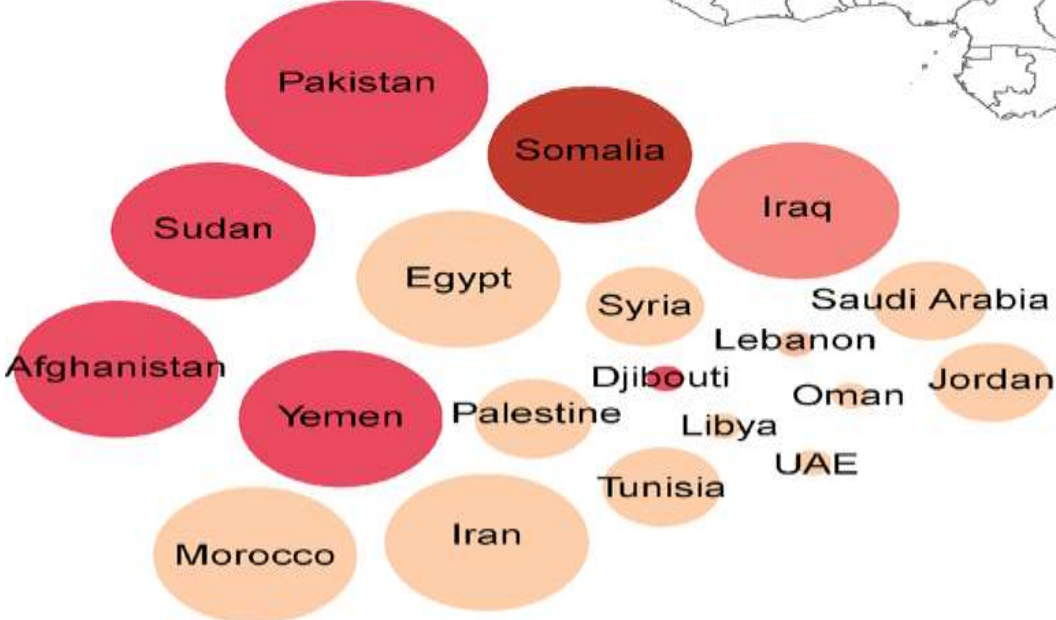 Pakistan
Somalia
Iraq
Sudan
Egypt
Syria
Saudi Arabia
Lebanon
Afghanistan
Djibouti
Jordan
Oman
Yemen
Palestine
Libya
UAE
Tunisia
Iran
Morocco